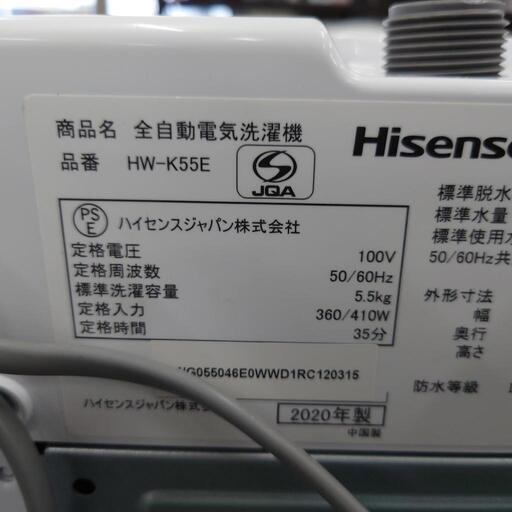 商品名 全自動電気洗濯機
品番 HW-K55E
JQA
Hisense
PS
E
ハイセンスジャパン株式会社
定格電圧 100V
定格周波数 50/60Hz
標準洗濯容量 5.5kg
定格入力 360/410W
定格時間 35分
G055046E0WWD1RC120315
ハイセンスジャパン株式会
2020年製
中国製
標準脱水
標準水量
標準使用水
50/60Hz共
外形寸法
幅
奥行
高さ
防水等級